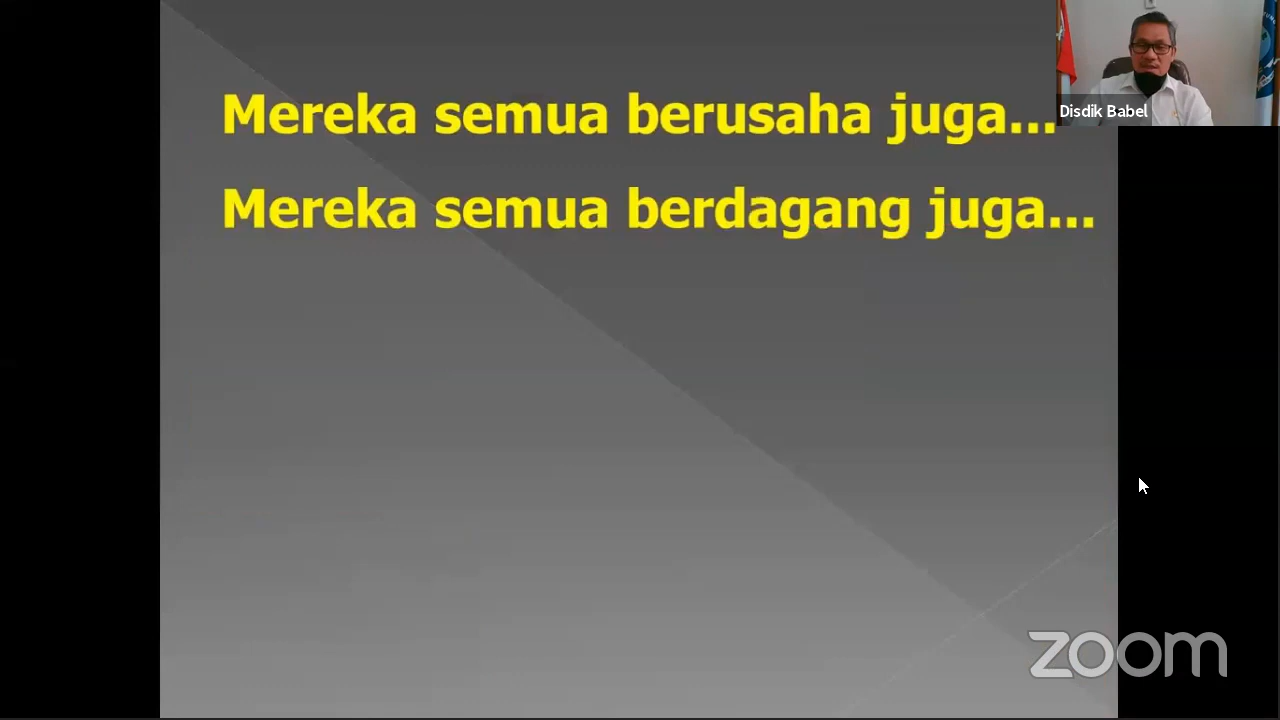 Mereka semua berusaha juga...
Mereka semua berdagang juga...
Disdik Babel
zoom